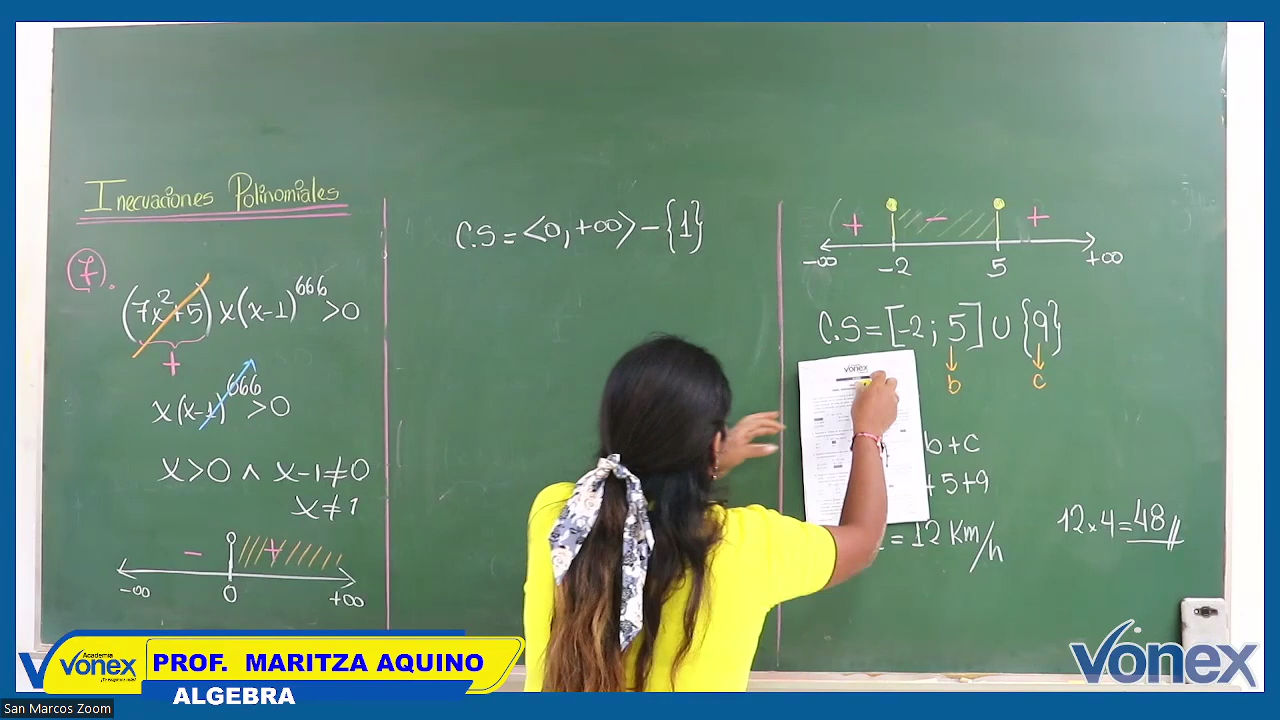 Inecuaciones Polinomiales
7.
(7x²+5) x(x-1)⁶⁶⁶ >0
+
x(x-1)⁶⁶⁶ >0
x>0 ∧ x-1≠0
x≠1
- +
-∞ 0 +∞
C.S = <0, +∞> - {1}
+ - +
-∞ -2 5 +∞
C.S = [-2; 5] ∪ {9}
b c
vonex
b+c
+ 5+9
= 12 Km/h
12 x 4 = 48
Academia
vonex
PROF. MARITZA AQUINO
ALGEBRA
vonex
San Marcos Zoom